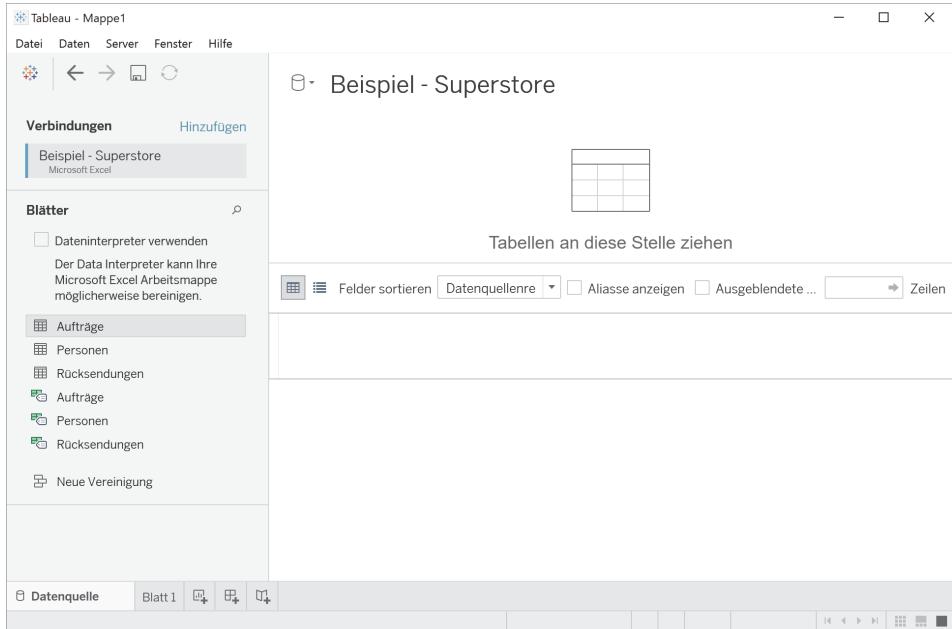 Tableau - Mappe1
Datei Daten Server Fenster Hilfe
Verbindungen Hinzufügen
Beispiel - Superstore
Microsoft Excel
Blätter
Dateninterpreter verwenden
Der Data Interpreter kann Ihre
Microsoft Excel Arbeitsmappe
möglicherweise bereinigen.
Aufträge
Personen
Rücksendungen
Aufträge
Personen
Rücksendungen
Neue Vereinigung
Beispiel - Superstore
Tabellen an diese Stelle ziehen
Felder sortieren Datenquellenre Aliasse anzeigen Ausgeblendete ... Zeilen
Datenquelle Blatt 1